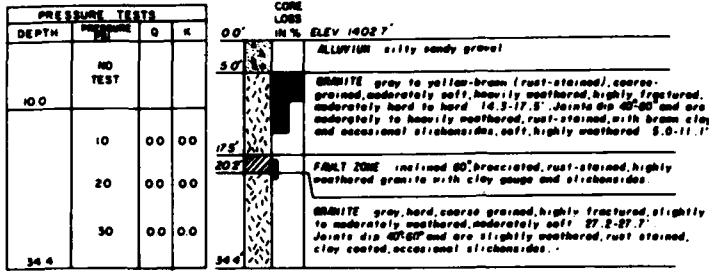 PRESSURE TESTS
DEPTH PRESSURE PSI Q K
NO
TEST
10.0
10 0.0 0.0
20 0.0 0.0
30 0.0 0.0
34.4
CORE
LOSS
IN %
0.0' ELEV 1402.7'
ALLUVIUM silty sandy gravel
5.0'
GRANITE gray to yellow-brown (rust-stained), coarse-
grained, moderately soft, heavily weathered, highly fractured,
moderately hard to hard 14.3-17.5'. Joints dip 40°-60° and are
moderately to heavily weathered, rust-stained, with brown clay
and occasional slickensides, soft, highly weathered 5.0-11.1'
17.5'
20.2' FAULT ZONE inclined 60°, brecciated, rust-stained, highly
weathered granite with clay gouge and slickensides.
GRANITE gray, hard, coarse grained, highly fractured, slightly
to moderately weathered, moderately soft 27.2-27.7'.
Joints dip 40°-60° and are slightly weathered, rust stained,
clay coated, occasional slickensides.
34.4'